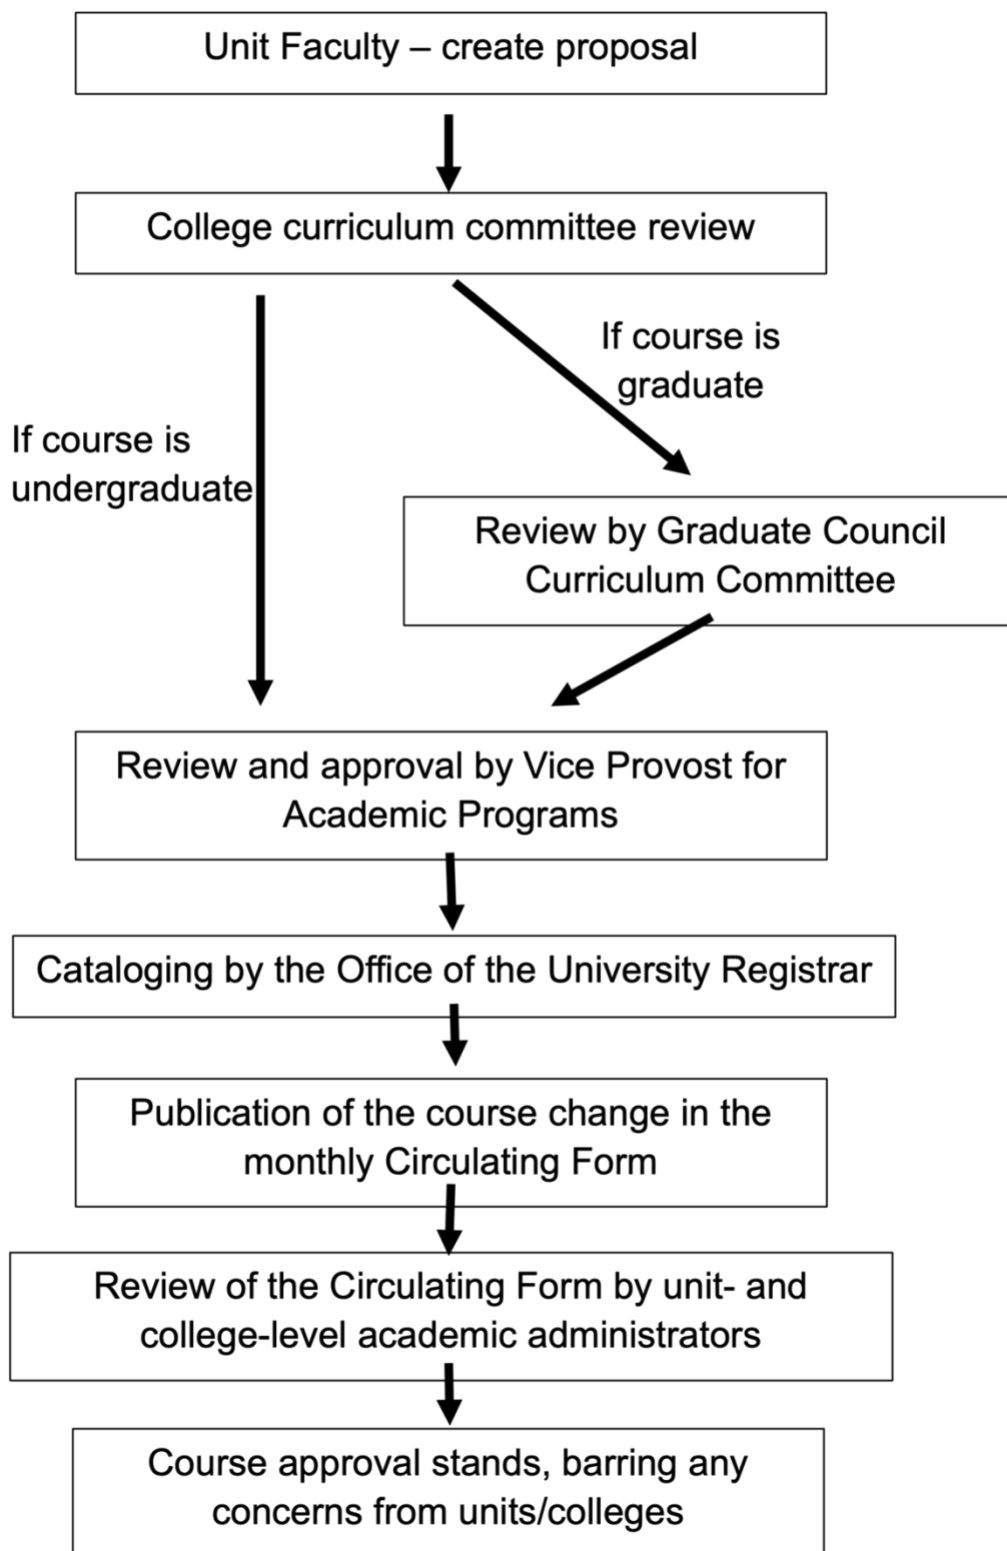 Unit Faculty – create proposal
College curriculum committee review
If course is
graduate
If course is
undergraduate
Review by Graduate Council
Curriculum Committee
Review and approval by Vice Provost for
Academic Programs
Cataloging by the Office of the University Registrar
Publication of the course change in the
monthly Circulating Form
Review of the Circulating Form by unit- and
college-level academic administrators
Course approval stands, barring any
concerns from units/colleges